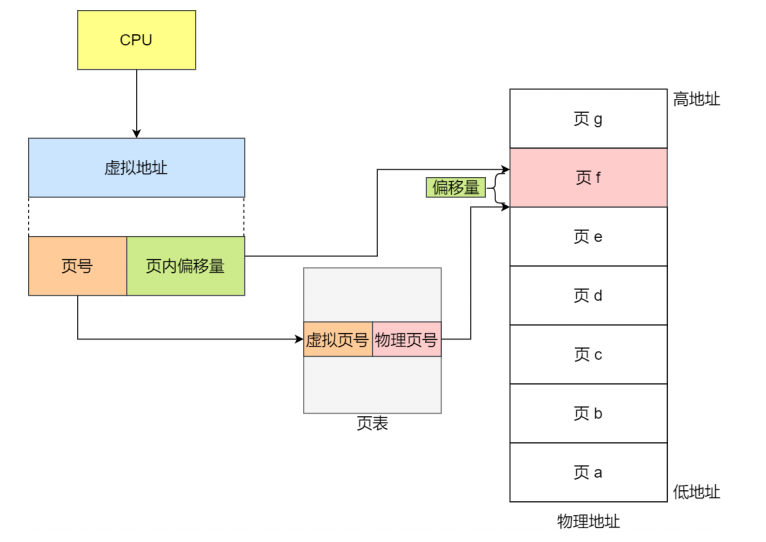 CPU
虚拟地址
页号
页内偏移量
虚拟页号
物理页号
页表
偏移量
高地址
页 g
页 f
页 e
页 d
页 c
页 b
页 a
低地址
物理地址